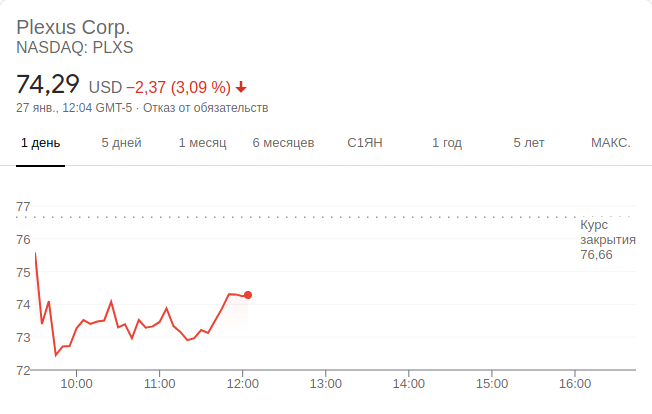 Plexus Corp.
NASDAQ: PLXS
74,29 USD −2,37 (3,09 %)
27 янв., 12:04 GMT-5 · Отказ от обязательств
1 день 5 дней 1 месяц 6 месяцев С1ЯН 1 год 5 лет МАКС.
77
Курс
76 закрытия
76,66
75
74
73
72
10:00 11:00 12:00 13:00 14:00 15:00 16:00